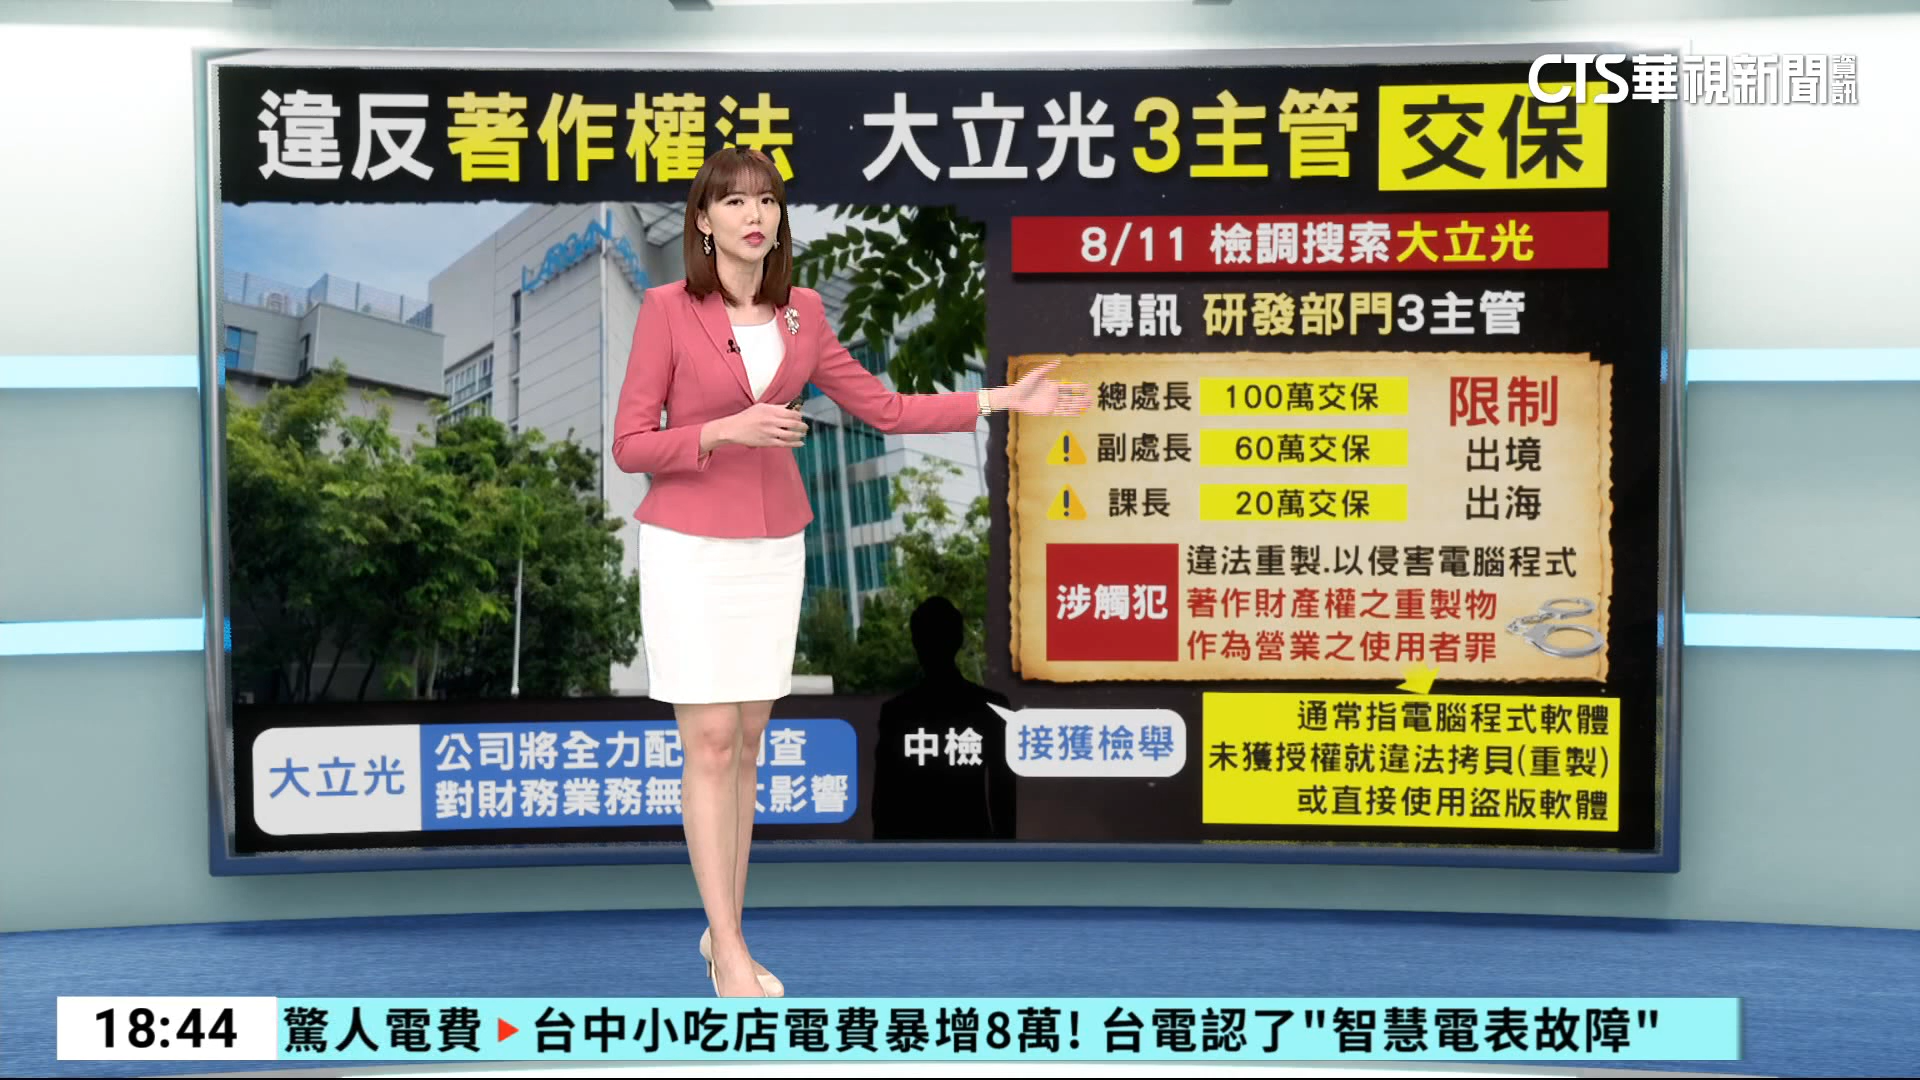 CTS華視新聞資訊
違反著作權法 大立光3主管交保
LARGAN
8/11 檢調搜索大立光
傳訊 研發部門3主管
總處長 100萬交保
副處長 60萬交保
課長 20萬交保
限制
出境
出海
涉觸犯
違法重製.以侵害電腦程式
著作財產權之重製物
作為營業之使用者罪
通常指電腦程式軟體
未獲授權就違法拷貝(重製)
或直接使用盜版軟體
中檢
接獲檢舉
大立光
公司將全力配 查
對財務業務無 影響
18:44
驚人電費▶台中小吃店電費暴增8萬! 台電認了"智慧電表故障"